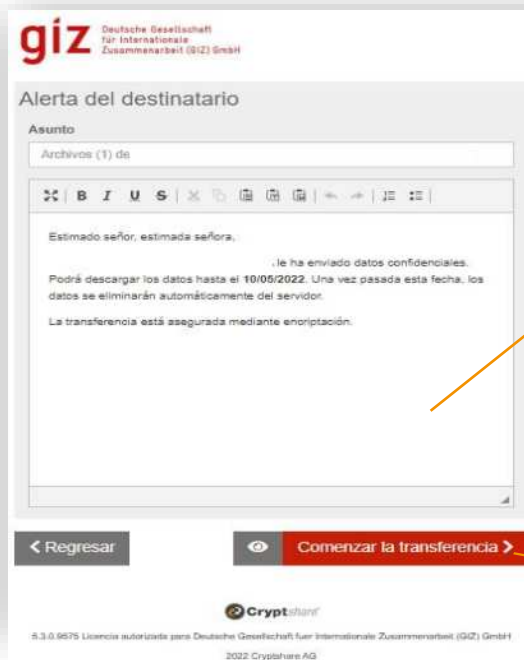 giz
Deutsche Gesellschaft
für Internationale
Zusammenarbeit (GIZ) GmbH
Alerta del destinatario
Asunto
Archivos (1) de
B I U S
Estimado señor, estimada señora,
, le ha enviado datos confidenciales.
Podrá descargar los datos hasta el 10/05/2022. Una vez pasada esta fecha, los
datos se eliminarán automáticamente del servidor.
La transferencia está asegurada mediante encriptación.
Regresar
Comenzar la transferencia
Cryptshare
5.3.0.9575 Licencia autorizada para Deutsche Gesellschaft fuer Internationale Zusammenarbeit (GIZ) GmbH
2022 Cryptshare AG